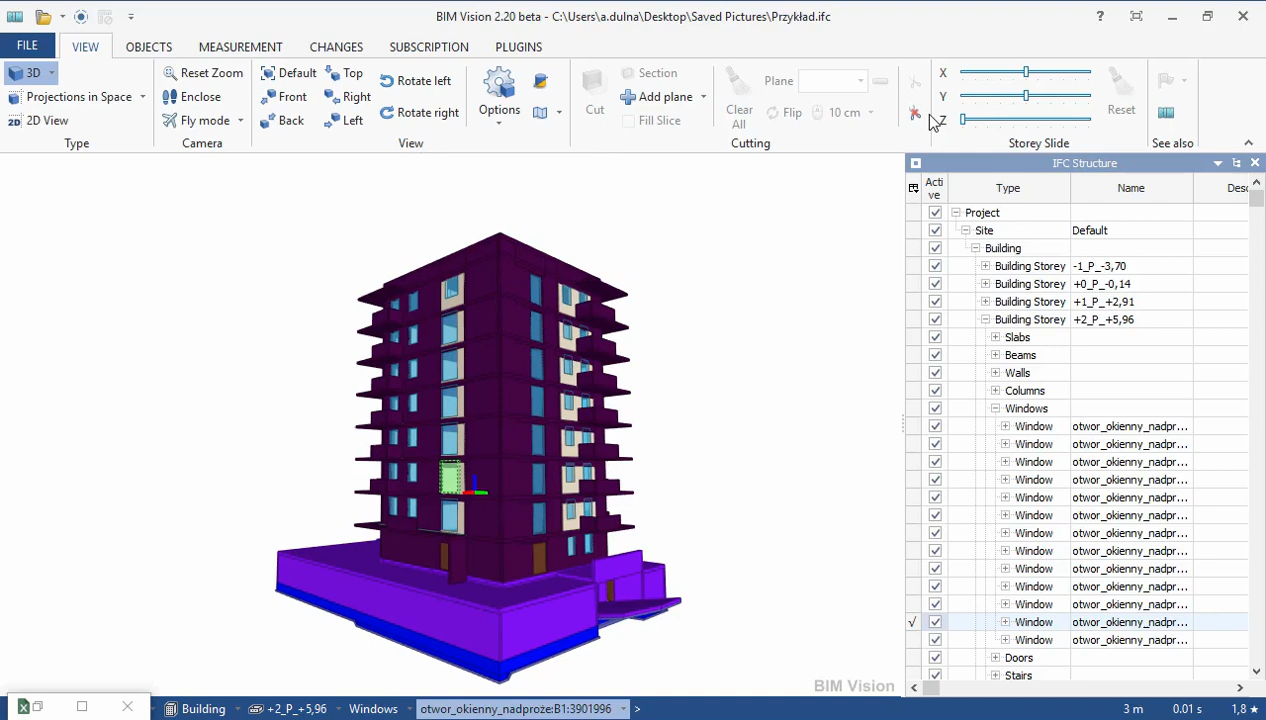 BIM Vision 2.20 beta - C:\Users\a.dulna\Desktop\Saved Pictures\Przykład.ifc
?
FILE
VIEW
OBJECTS
MEASUREMENT
CHANGES
SUBSCRIPTION
PLUGINS
3D
Projections in Space
2D View
Type
Reset Zoom
Enclose
Fly mode
Camera
Default
Top
Front
Right
Back
Left
Rotate left
Rotate right
View
Options
Cut
Section
Add plane
Fill Slice
Clear
All
Plane
Flip
10 cm
Cutting
X
Y
Z
Reset
Storey Slide
See also
IFC Structure
Acti
ve
Type
Name
Desc
Project
Site Default
Building
Building Storey -1_P_-3,70
Building Storey +0_P_-0,14
Building Storey +1_P_+2,91
Building Storey +2_P_+5,96
Slabs
Beams
Walls
Columns
Windows
Window otwor_okienny_nadpr...
Window otwor_okienny_nadpr...
Window otwor_okienny_nadpr...
Window otwor_okienny_nadpr...
Window otwor_okienny_nadpr...
Window otwor_okienny_nadpr...
Window otwor_okienny_nadpr...
Window otwor_okienny_nadpr...
Window otwor_okienny_nadpr...
Window otwor_okienny_nadpr...
Window otwor_okienny_nadpr...
Window otwor_okienny_nadpr...
Window otwor_okienny_nadpr...
Doors
Stairs
BIM Vision
Building
+2_P_+5,96
Windows
otwor_okienny_nadproże:B1:3901996
>
3 m
0.01 s
1,8 ★